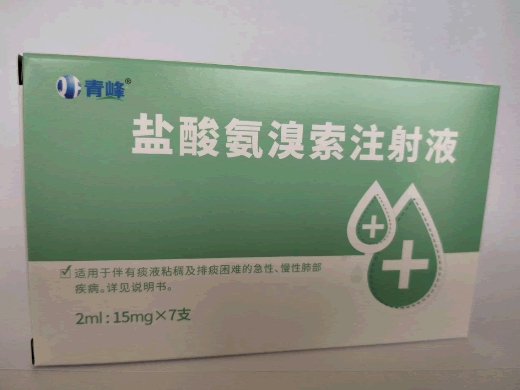 青峰®
盐酸氨溴索注射液
适用于伴有痰液粘稠及排痰困难的急性、慢性肺部
疾病。详见说明书。
2ml:15mg×7支